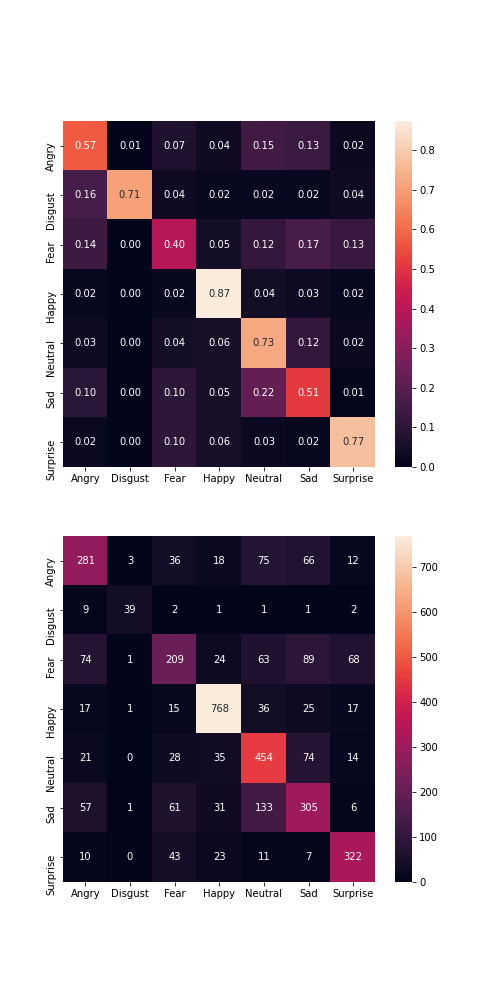 Angry 0.57 0.01 0.07 0.04 0.15 0.13 0.02
Disgust 0.16 0.71 0.04 0.02 0.02 0.02 0.04
Fear 0.14 0.00 0.40 0.05 0.12 0.17 0.13
Happy 0.02 0.00 0.02 0.87 0.04 0.03 0.02
Neutral 0.03 0.00 0.04 0.06 0.73 0.12 0.02
Sad 0.10 0.00 0.10 0.05 0.22 0.51 0.01
Surprise 0.02 0.00 0.10 0.06 0.03 0.02 0.77
Angry Disgust Fear Happy Neutral Sad Surprise
0.8
0.7
0.6
0.5
0.4
0.3
0.2
0.1
0.0
Angry 281 3 36 18 75 66 12
Disgust 9 39 2 1 1 1 2
Fear 74 1 209 24 63 89 68
Happy 17 1 15 768 36 25 17
Neutral 21 0 28 35 454 74 14
Sad 57 1 61 31 133 305 6
Surprise 10 0 43 23 11 7 322
Angry Disgust Fear Happy Neutral Sad Surprise
700
600
500
400
300
200
100
0